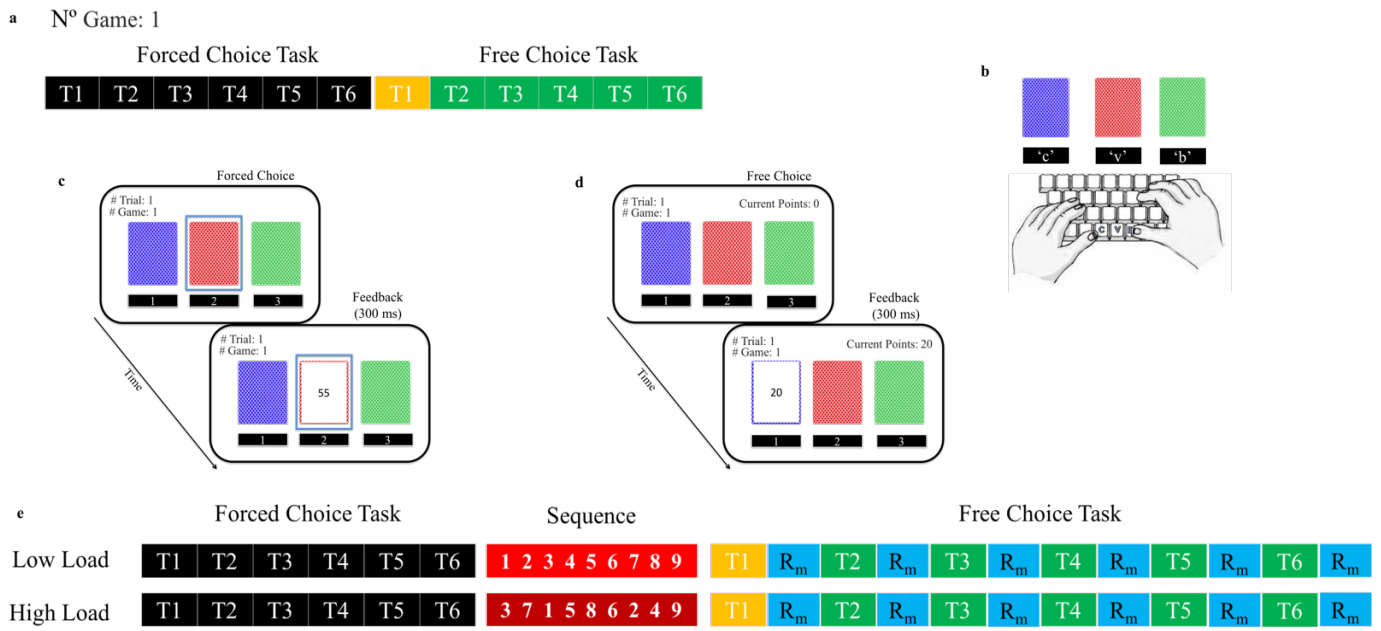 a
Nº Game: 1
Forced Choice Task
Free Choice Task
T1 T2 T3 T4 T5 T6 T1 T2 T3 T4 T5 T6
b
'c' 'v' 'b'
C V
c
Forced Choice
# Trial: 1
# Game: 1
1 2 3
Feedback
(300 ms)
# Trial: 1
# Game: 1
55
1 2 3
Time
d
Free Choice
# Trial: 1
# Game: 1
Current Points: 0
1 2 3
Feedback
(300 ms)
# Trial: 1
# Game: 1
Current Points: 20
20
1 2 3
Time
e
Forced Choice Task
Sequence
Free Choice Task
Low Load T1 T2 T3 T4 T5 T6 1 2 3 4 5 6 7 8 9 T1 Rm T2 Rm T3 Rm T4 Rm T5 Rm T6 Rm
High Load T1 T2 T3 T4 T5 T6 3 7 1 5 8 6 2 4 9 T1 Rm T2 Rm T3 Rm T4 Rm T5 Rm T6 Rm